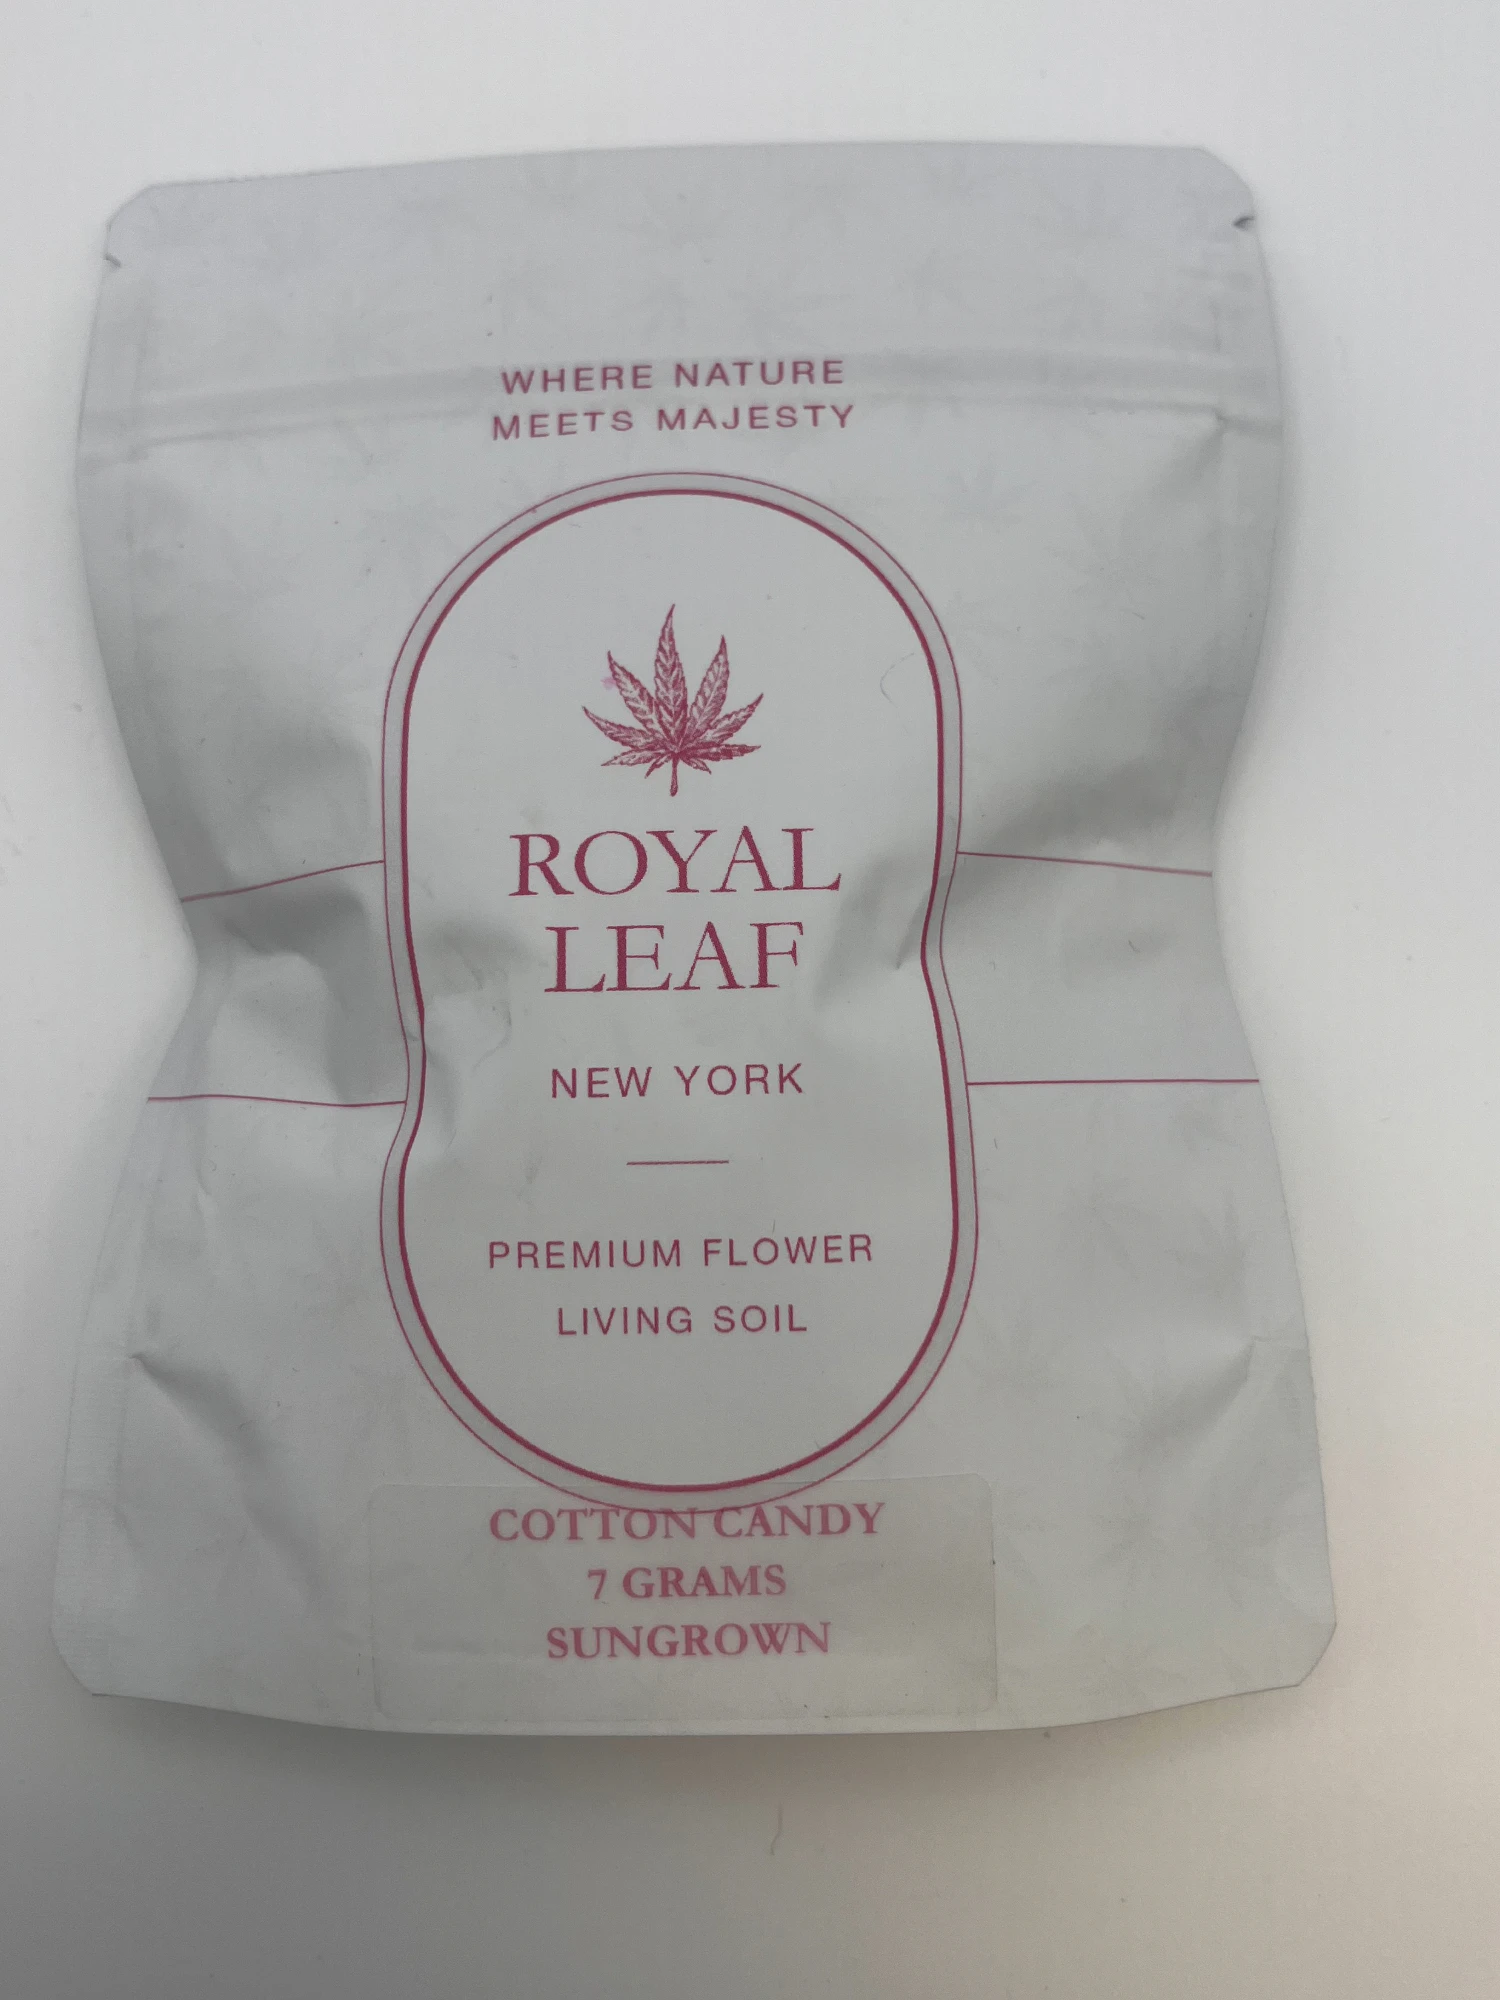 WHERE NATURE
MEETS MAJESTY
ROYAL
LEAF
NEW YORK
PREMIUM FLOWER
LIVING SOIL
COTTON CANDY
7 GRAMS
SUNGROWN